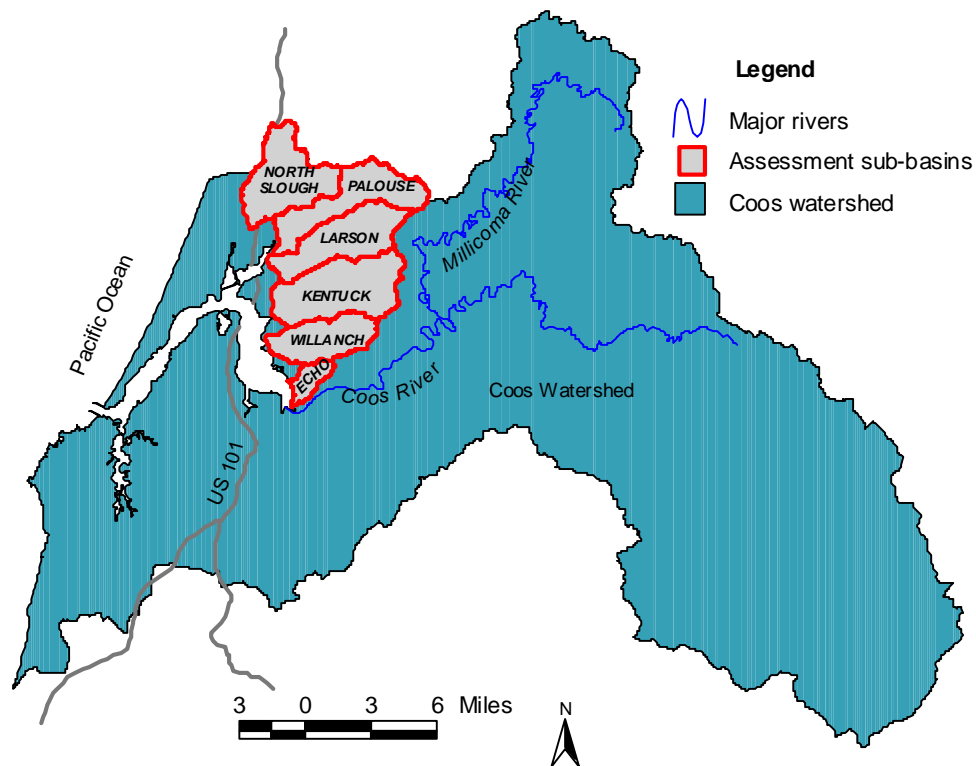 Legend
Major rivers
Assessment sub-basins
Coos watershed
NORTH
SLOUGH
PALOUSE
LARSON
KENTUCK
WILLANCH
ECHO
Millicoma River
Coos River
Coos Watershed
Pacific Ocean
US 101
3 0 3 6 Miles
N